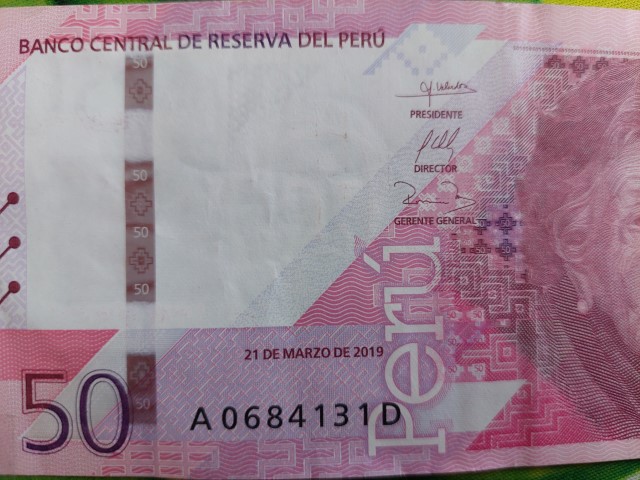 BANCO CENTRAL DE RESERVA DEL PERÚ
50
PRESIDENTE
DIRECTOR
50
GERENTE GENERAL
50
50
Perú
21 DE MARZO DE 2019
50
50
A0684131D